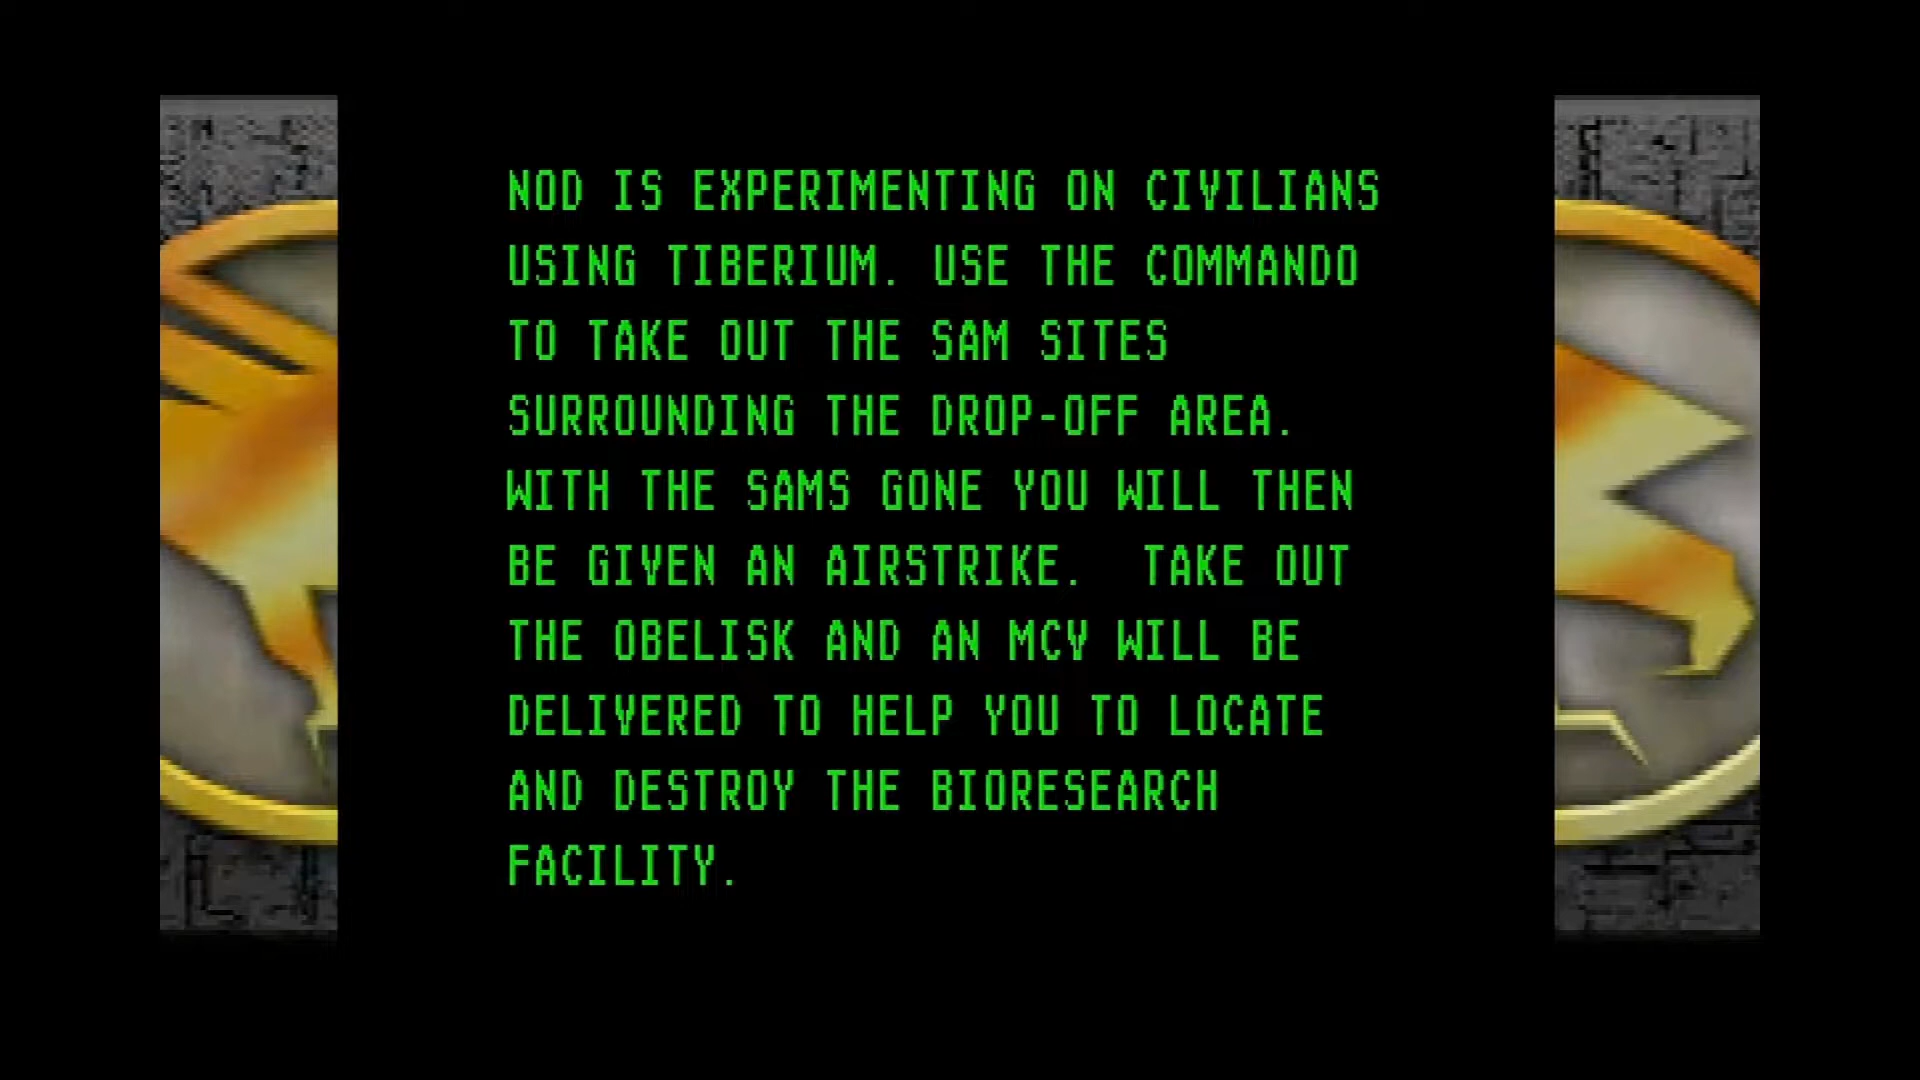 NOD IS EXPERIMENTING ON CIVILIANS
USING TIBERIUM. USE THE COMMANDO
TO TAKE OUT THE SAM SITES
SURROUNDING THE DROP-OFF AREA.
WITH THE SAMS GONE YOU WILL THEN
BE GIVEN AN AIRSTRIKE.  TAKE OUT
THE OBELISK AND AN MCV WILL BE
DELIVERED TO HELP YOU TO LOCATE
AND DESTROY THE BIORESEARCH
FACILITY.